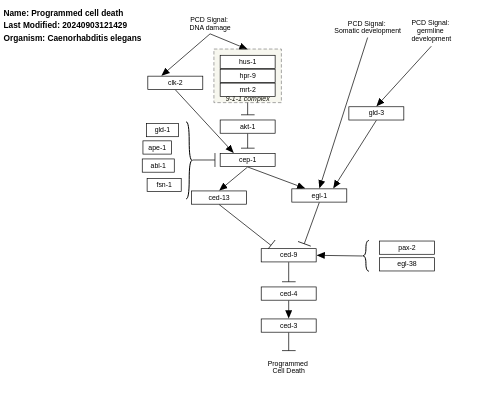 Name: Programmed cell death
Last Modified: 20240903121429
Organism: Caenorhabditis elegans
PCD Signal:
DNA damage
PCD Signal:
Somatic development
PCD Signal:
germline
development
hus-1
hpr-9
mrt-2
9-1-1 complex
clk-2
gld-3
akt-1
gld-1
ape-1
abl-1
fsn-1
cep-1
ced-13
egl-1
ced-9
pax-2
egl-38
ced-4
ced-3
Programmed
Cell Death